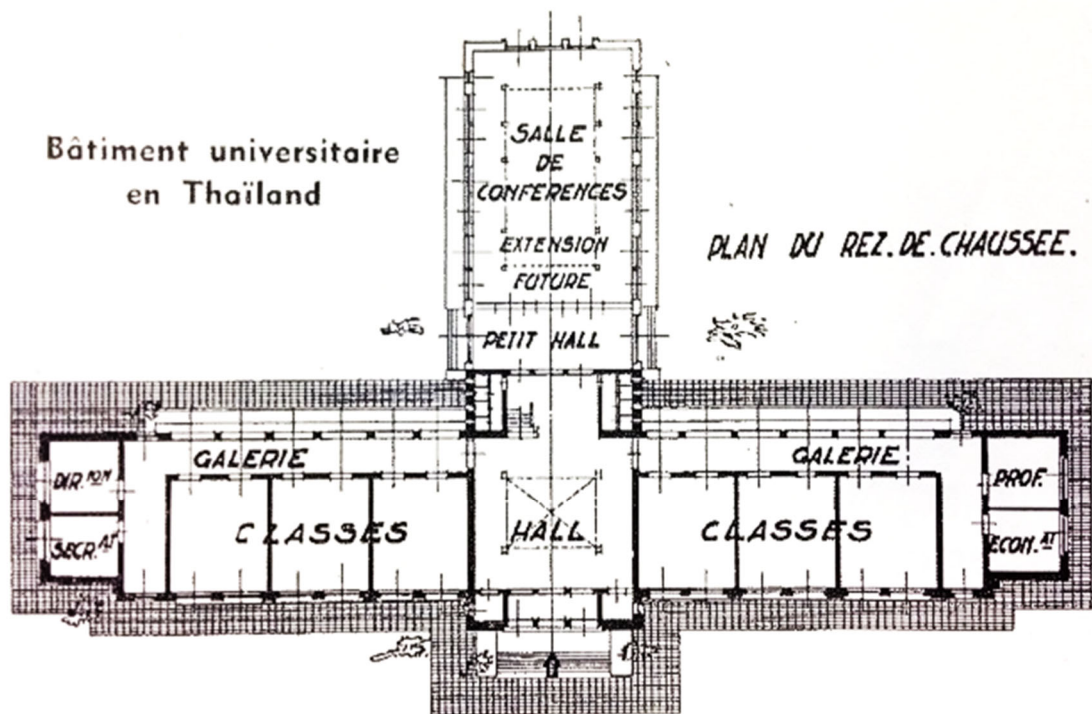 Bâtiment universitaire
en Thaïland
PLAN DU REZ.DE.CHAUSSEE.
SALLE
DE
CONFERENCES
EXTENSION
FUTURE
PETIT HALL
GALERIE
GALERIE
DIR.ION
SECR.AT
CLASSES
HALL
CLASSES
PROF.
ECON.AT